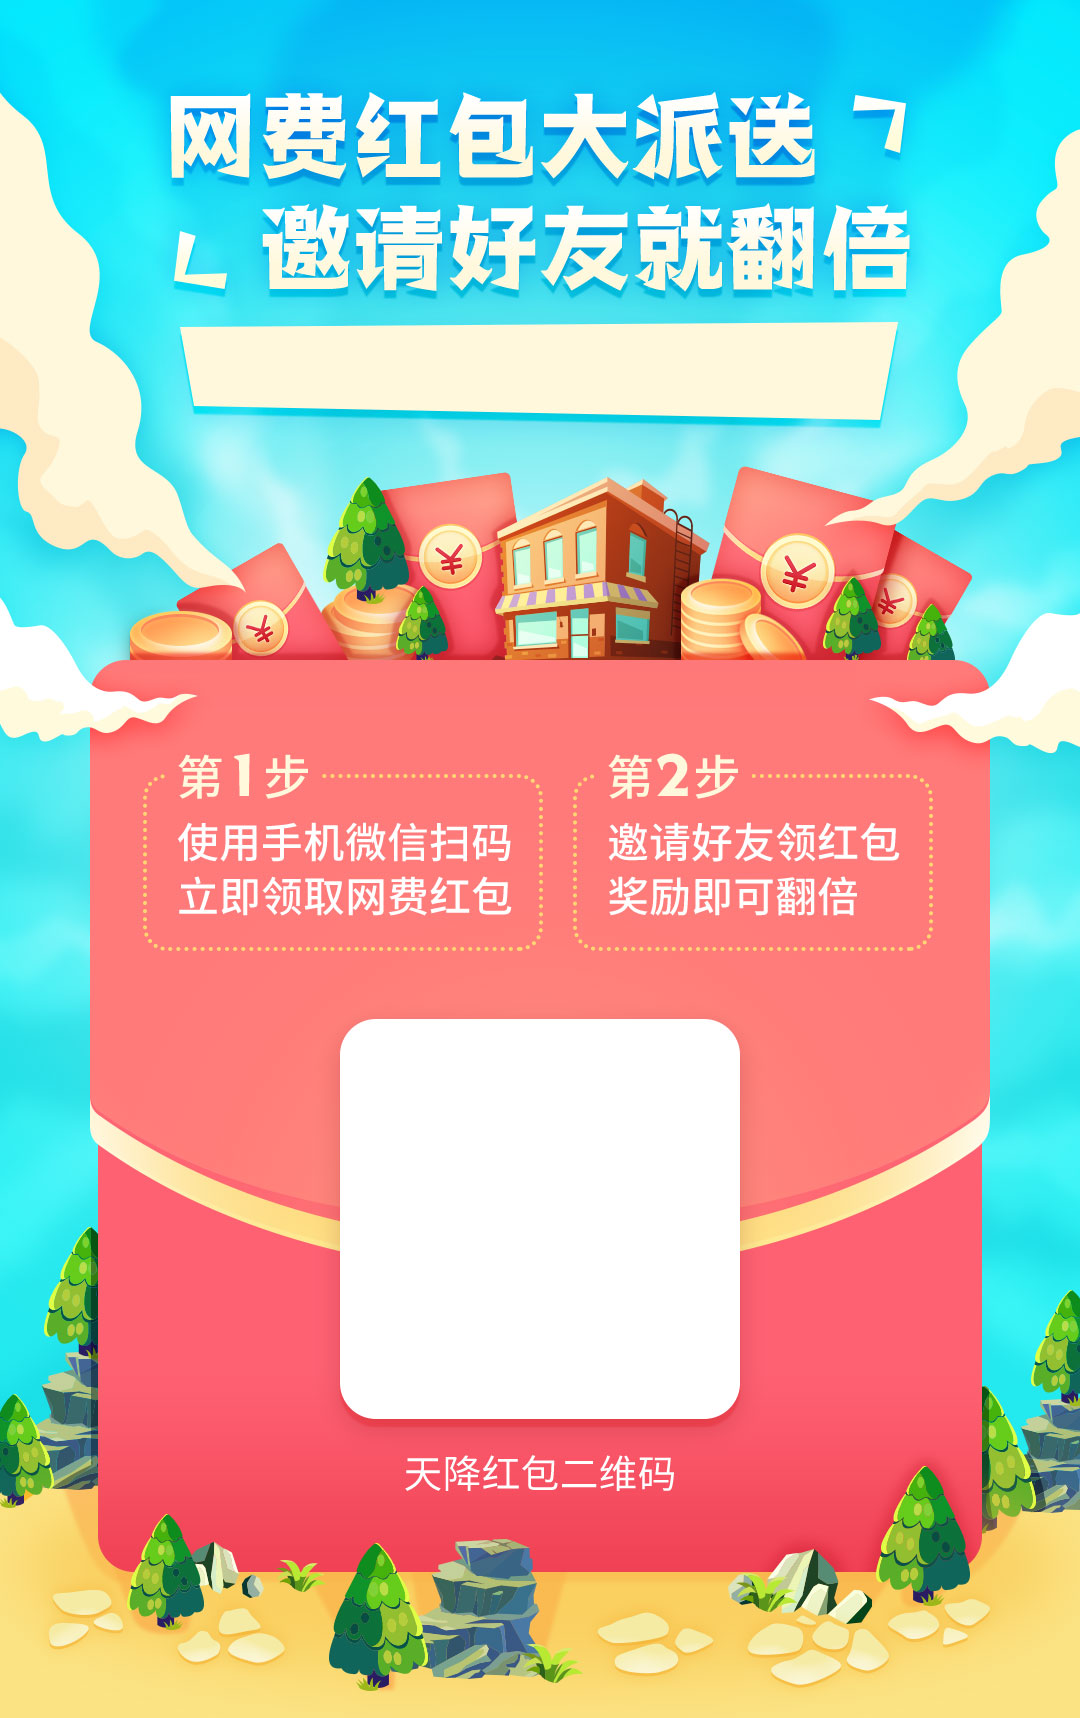 网费红包大派送
邀请好友就翻倍
¥
¥
¥
¥
第1步
使用手机微信扫码
立即领取网费红包
第2步
邀请好友领红包
奖励即可翻倍
天降红包二维码